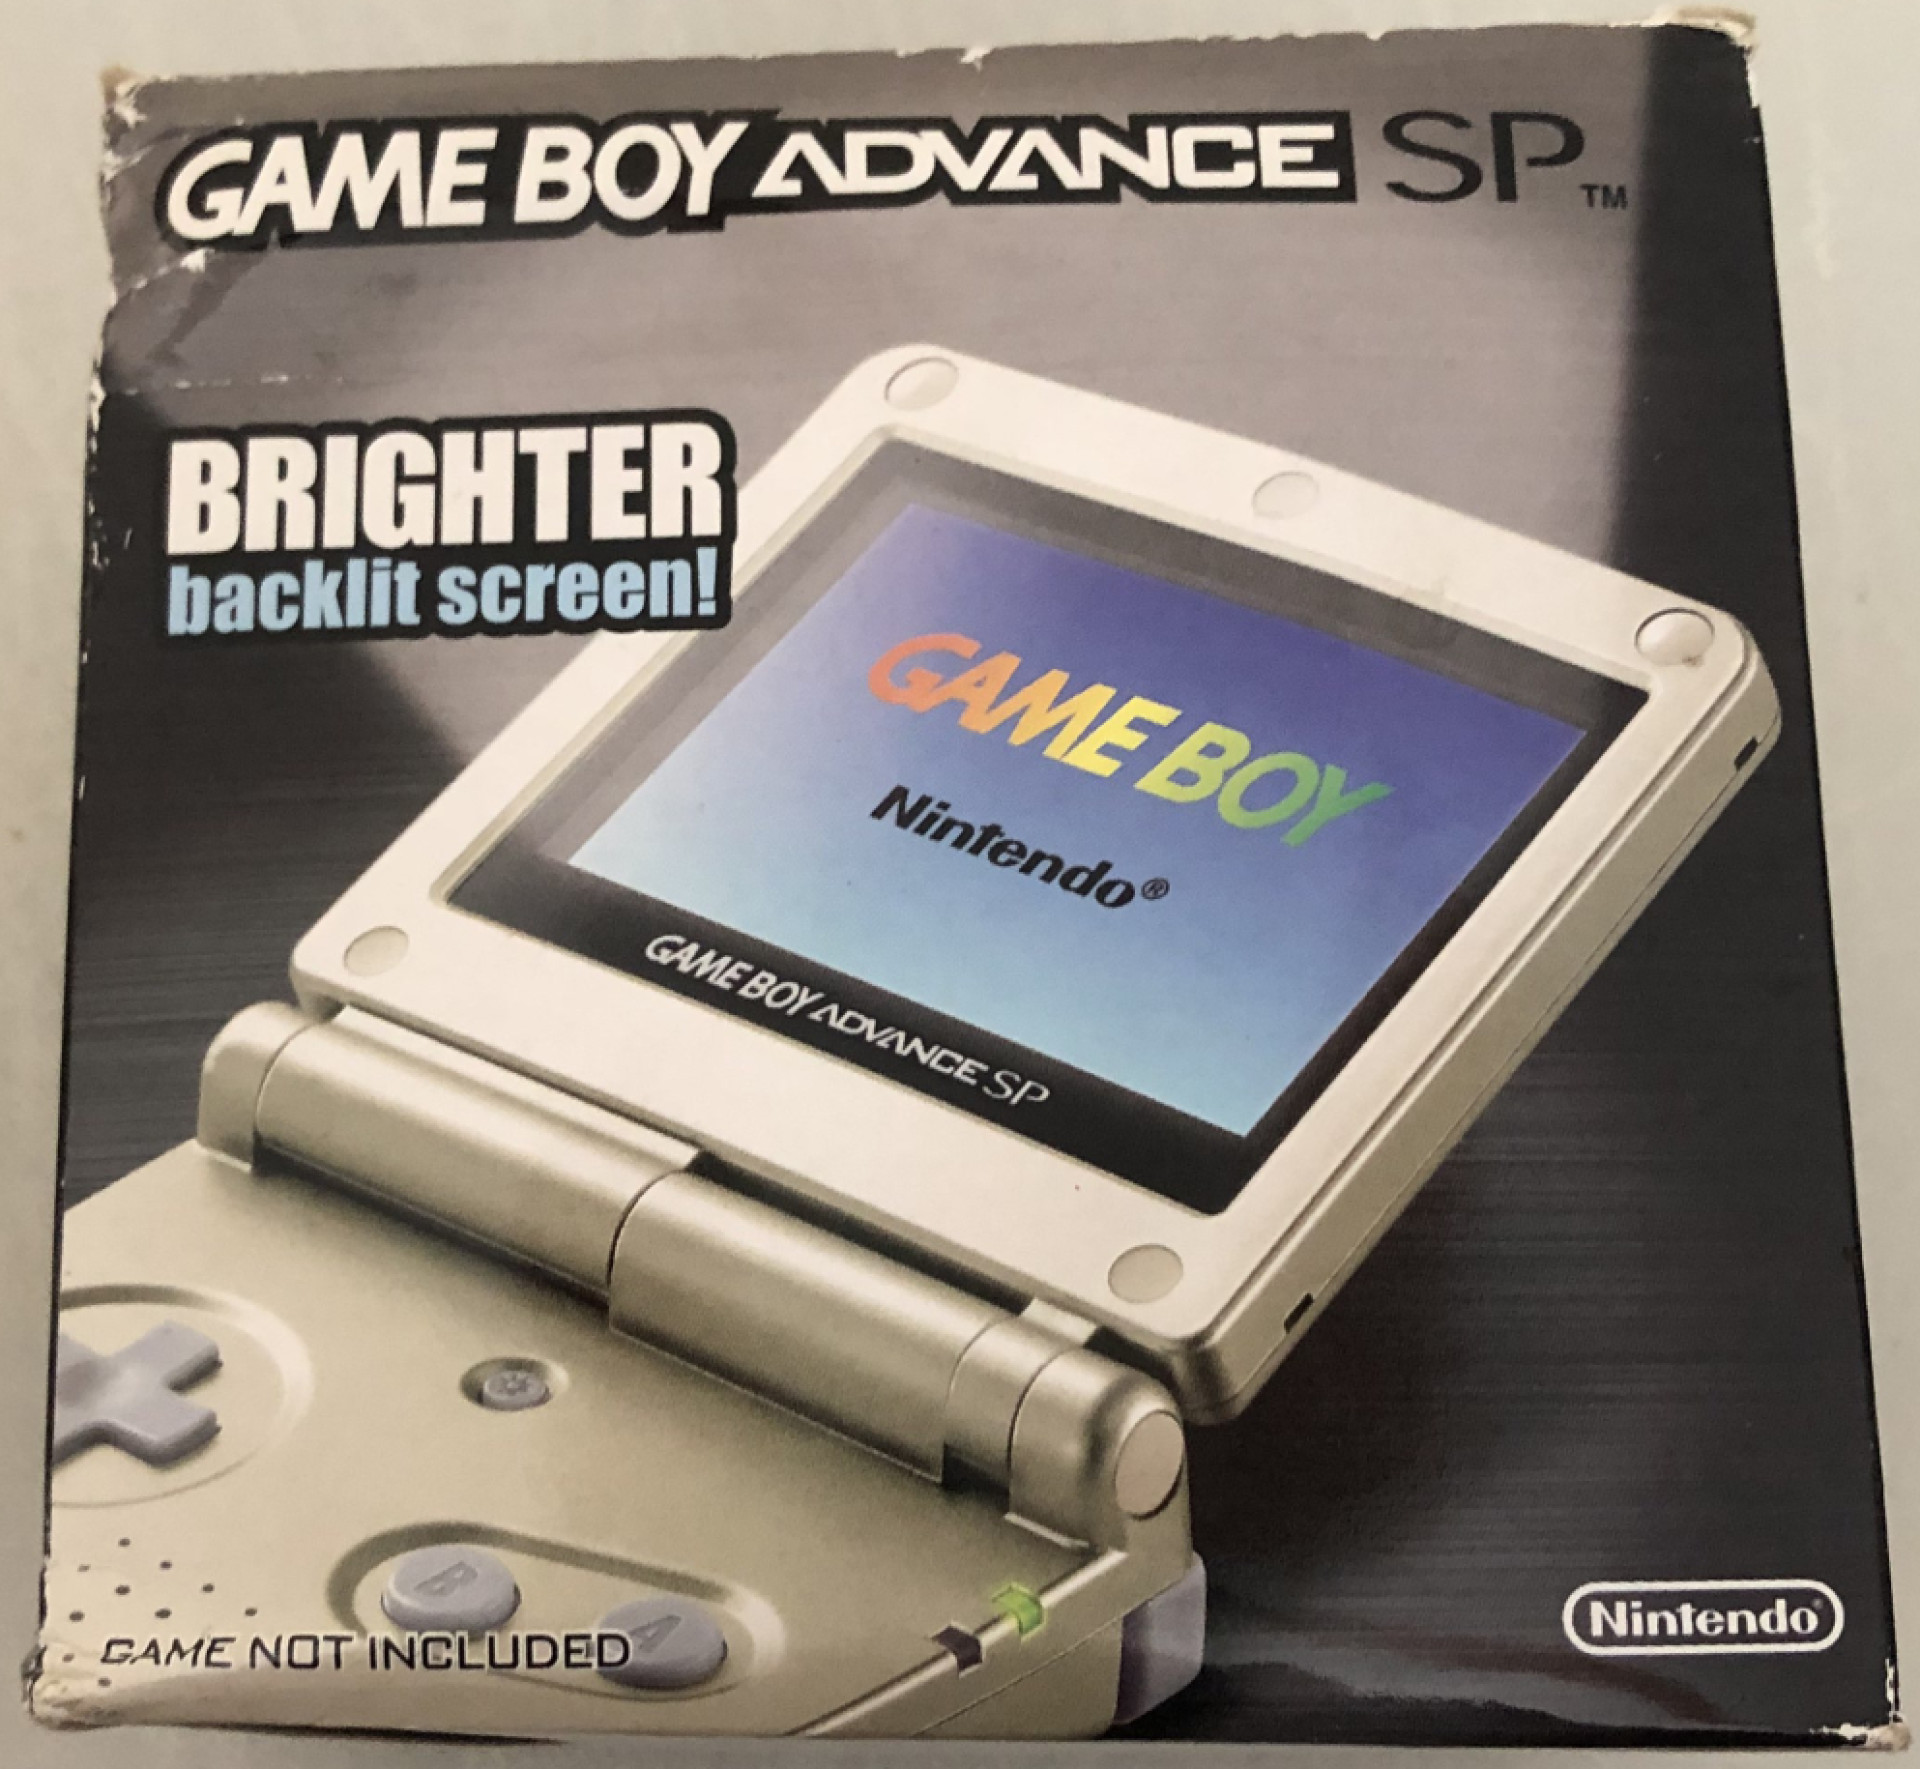 GAME BOY ADVANCE SP™
BRIGHTER
backlit screen!
GAME BOY
Nintendo®
GAME BOY ADVANCE SP
B
A
GAME NOT INCLUDED
Nintendo®